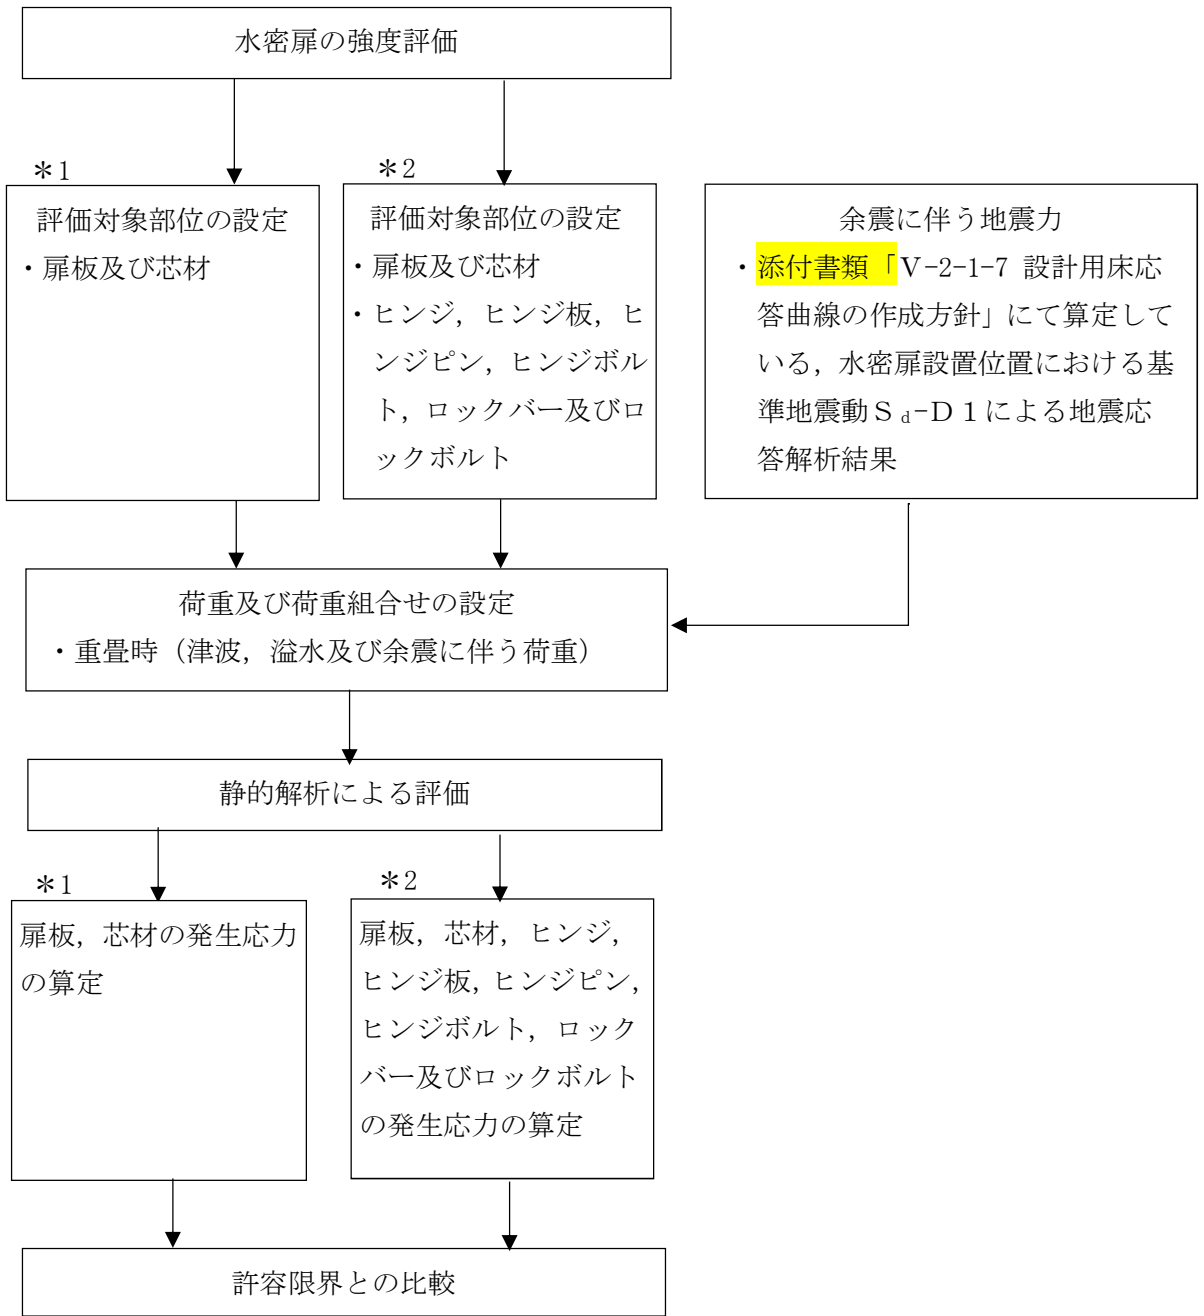 水密扉の強度評価
＊1
評価対象部位の設定
・扉板及び芯材
＊2
評価対象部位の設定
・扉板及び芯材
・ヒンジ，ヒンジ板，ヒ
ンジピン，ヒンジボル
ト，ロックバー及びロ
ックボルト
余震に伴う地震力
・添付書類「Ⅴ-2-1-7 設計用床応
答曲線の作成方針」にて算定して
いる，水密扉設置位置における基
準地震動Ｓｄ-Ｄ１による地震応
答解析結果
荷重及び荷重組合せの設定
・重畳時（津波，溢水及び余震に伴う荷重）
静的解析による評価
＊1
扉板，芯材の発生応力
の算定
＊2
扉板，芯材，ヒンジ，
ヒンジ板，ヒンジピン，
ヒンジボルト，ロック
バー及びロックボルト
の発生応力の算定
許容限界との比較